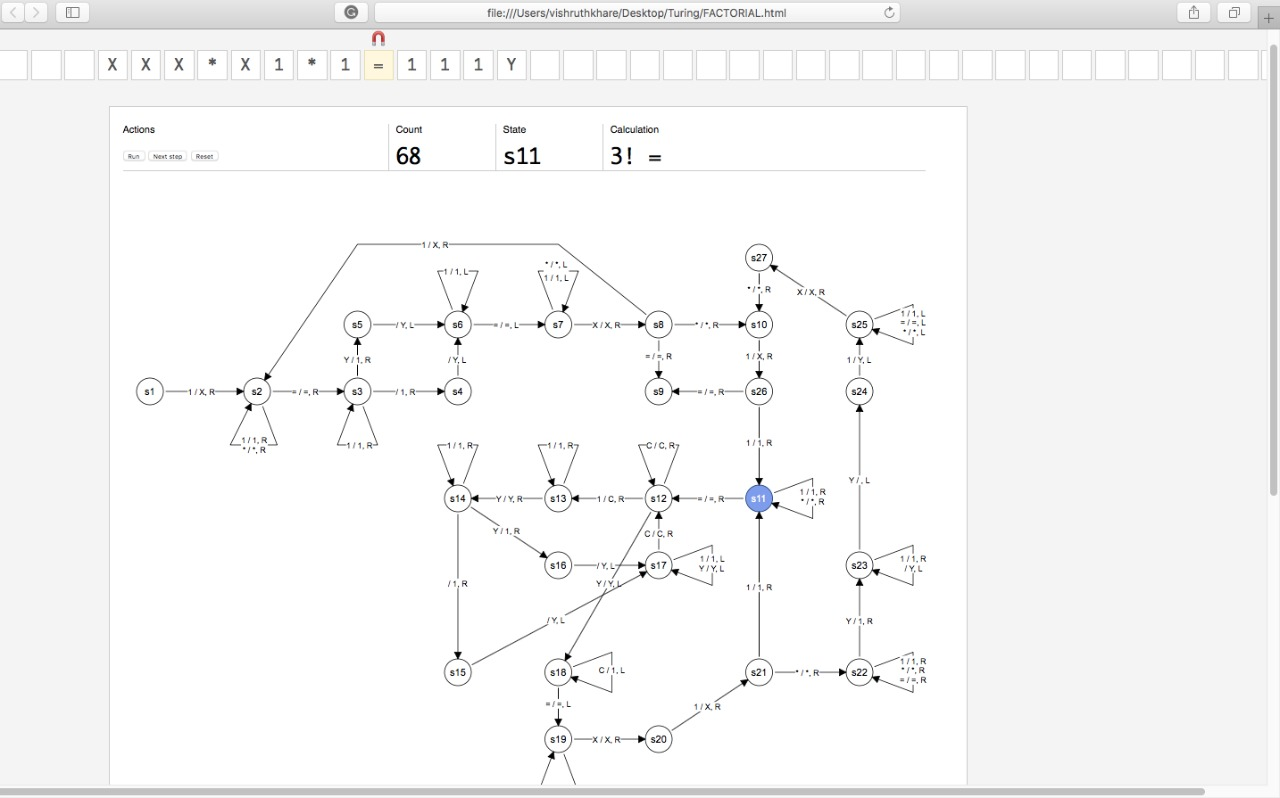 file:///Users/vishruthkhare/Desktop/Turing/FACTORIAL.html
X X X * X 1 * 1 = 1 1 1 Y
Actions Count State Calculation
Run Next step Reset 68 s11 3! =
1 / X, R
s27
* / *, L
1 / 1, L
1 / 1, L
* / *, R
X / X, R
1 / 1, L
= / =, L
* / *, L
s5 / Y, L s6 = / =, L s7 X / X, R s8 * / *, R s10 s25
Y / 1, R / Y, L = / =, R 1 / X, R 1 / Y, L
s1 1 / X, R s2 = / =, R s3 / 1, R s4 s9 = / =, R s26 s24
1 / 1, R
* / *, R
1 / 1, R
1 / 1, R 1 / 1, R C / C, R 1 / 1, R
Y / , L
s14 Y / Y, R s13 1 / C, R s12 = / =, R s11
1 / 1, R
* / *, R
Y / 1, R C / C, R
s16 / Y, L s17
1 / 1, L
Y / Y, L
s23
1 / 1, R
/ Y, L
/ 1, R Y / Y, L 1 / 1, R
/ Y, L Y / 1, R
s15 s18 C / 1, L s21 * / *, R s22
1 / 1, R
* / *, R
= / =, R
= / =, L 1 / X, R
s19 X / X, R s20